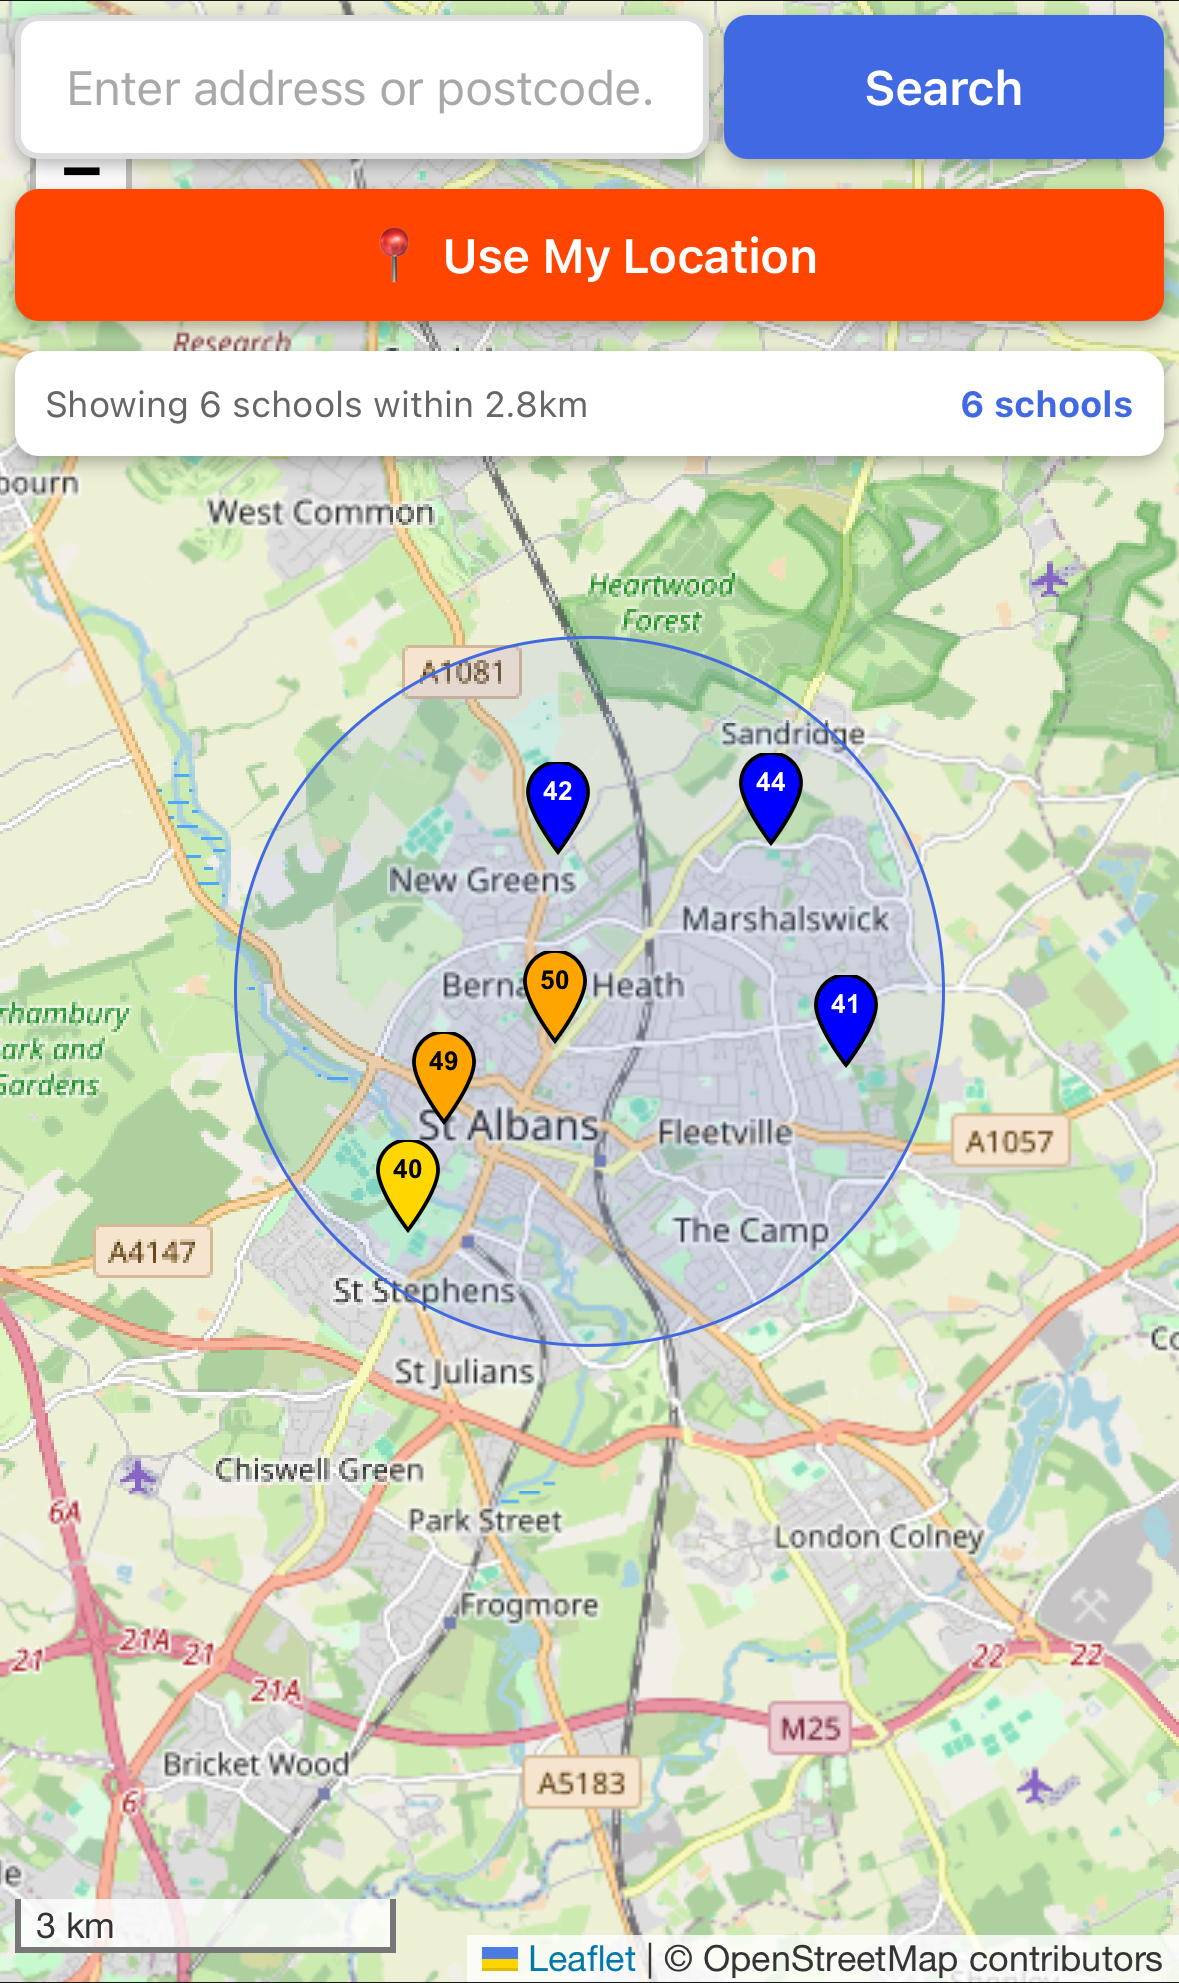 Enter address or postcode.
Search
Use My Location
Research
Showing 6 schools within 2.8km
6 schools
bourn
West Common
Heartwood
Forest
A1081
Sandridge
42
44
New Greens
Marshalswick
50
Berna
Heath
41
rhambury
ark and
Gardens
49
St Albans
Fleetville
A1057
40
The Camp
A4147
St Stephens
Co
St Julians
Chiswell Green
6A
Park Street
London Colney
Frogmore
21A
21
21
22
22
21A
M25
Bricket Wood
A5183
6
le
3 km
Leaflet | © OpenStreetMap contributors